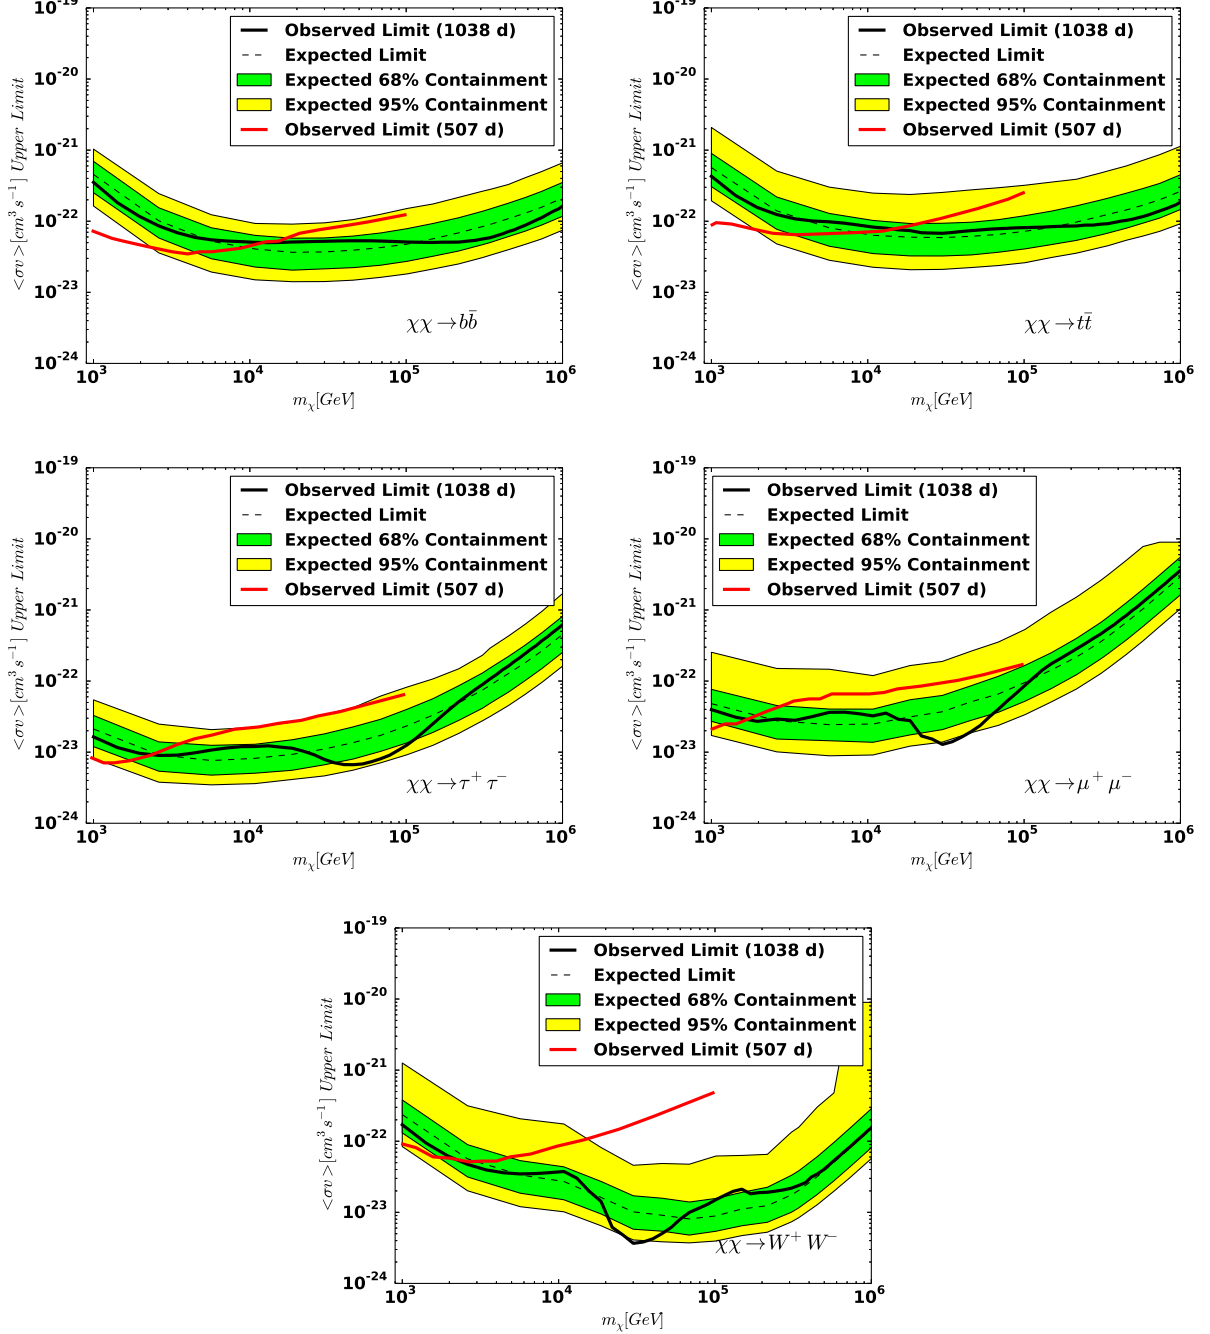 10^-19
10^-20
10^-21
10^-22
10^-23
10^-24
<σv> [cm^3 s^-1] Upper Limit
Observed Limit (1038 d)
Expected Limit
Expected 68% Containment
Expected 95% Containment
Observed Limit (507 d)
χχ → bb̄
10^3 10^4 10^5 10^6
m_χ [GeV]
10^-19
10^-20
10^-21
10^-22
10^-23
10^-24
<σv> [cm^3 s^-1] Upper Limit
Observed Limit (1038 d)
Expected Limit
Expected 68% Containment
Expected 95% Containment
Observed Limit (507 d)
χχ → tt̄
10^3 10^4 10^5 10^6
m_χ [GeV]
10^-19
10^-20
10^-21
10^-22
10^-23
10^-24
<σv> [cm^3 s^-1] Upper Limit
Observed Limit (1038 d)
Expected Limit
Expected 68% Containment
Expected 95% Containment
Observed Limit (507 d)
χχ → τ^+ τ^-
10^3 10^4 10^5 10^6
m_χ [GeV]
10^-19
10^-20
10^-21
10^-22
10^-23
10^-24
<σv> [cm^3 s^-1] Upper Limit
Observed Limit (1038 d)
Expected Limit
Expected 68% Containment
Expected 95% Containment
Observed Limit (507 d)
χχ → μ^+ μ^-
10^3 10^4 10^5 10^6
m_χ [GeV]
10^-19
10^-20
10^-21
10^-22
10^-23
10^-24
<σv> [cm^3 s^-1] Upper Limit
Observed Limit (1038 d)
Expected Limit
Expected 68% Containment
Expected 95% Containment
Observed Limit (507 d)
χχ → W^+ W^-
10^3 10^4 10^5 10^6
m_χ [GeV]